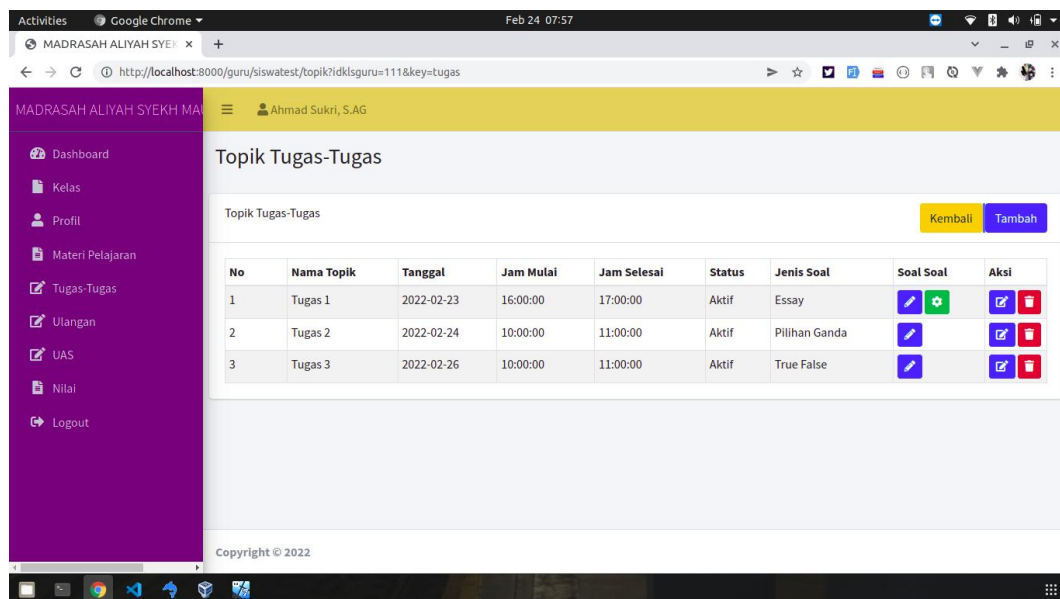 Activities Google Chrome Feb 24 07:57
MADRASAH ALIYAH SYEK
http://localhost:8000/guru/siswatest/topik?idklsguru=111&key=tugas
MADRASAH ALIYAH SYEKH MAU Ahmad Sukri, S.AG
Dashboard
Kelas
Profil
Materi Pelajaran
Tugas-Tugas
Ulangan
UAS
Nilai
Logout
Topik Tugas-Tugas
Topik Tugas-Tugas Kembali Tambah
No Nama Topik Tanggal Jam Mulai Jam Selesai Status Jenis Soal Soal Soal Aksi
1 Tugas 1 2022-02-23 16:00:00 17:00:00 Aktif Essay
2 Tugas 2 2022-02-24 10:00:00 11:00:00 Aktif Pilihan Ganda
3 Tugas 3 2022-02-26 10:00:00 11:00:00 Aktif True False
Copyright © 2022